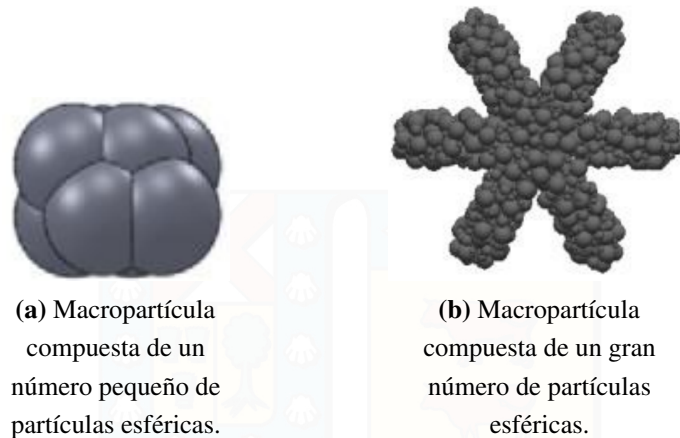 (a) Macropartícula
compuesta de un
número pequeño de
partículas esféricas.
(b) Macropartícula
compuesta de un gran
número de partículas
esféricas.